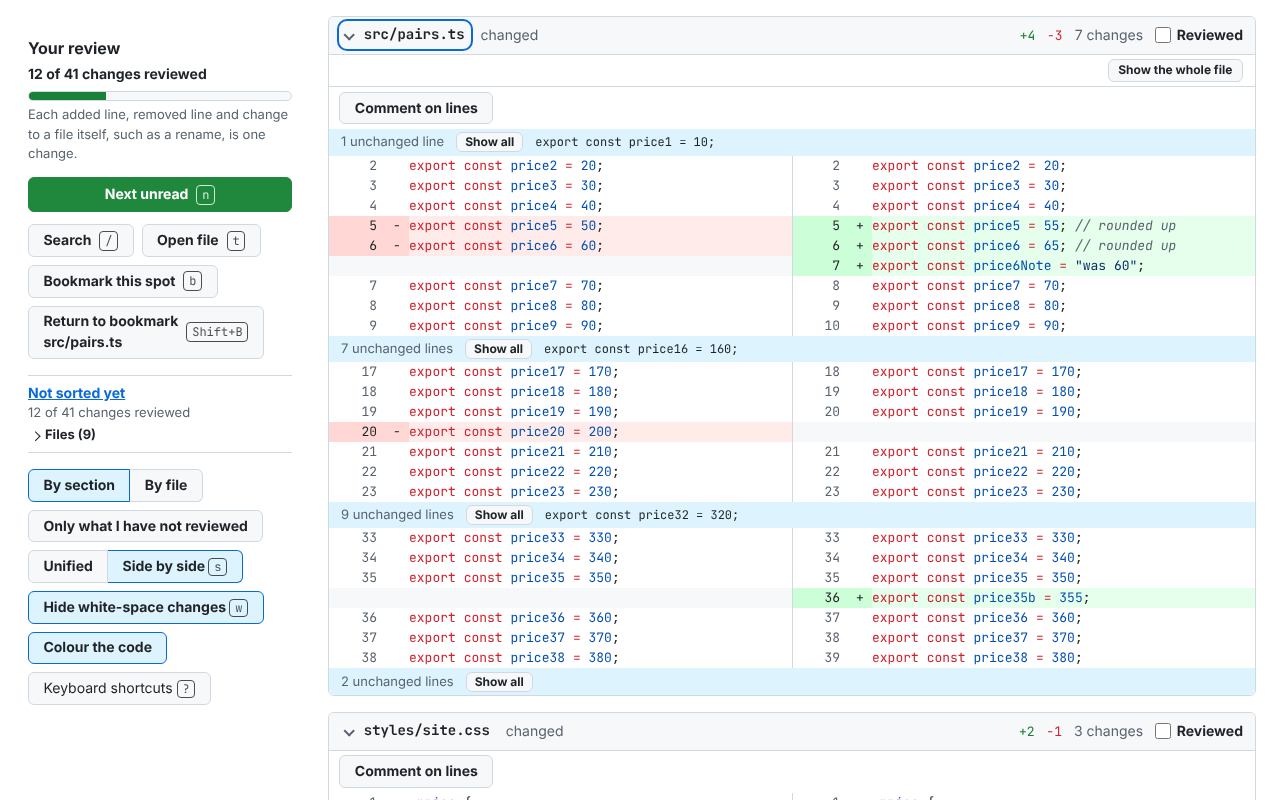 Your review
12 of 41 changes reviewed
Each added line, removed line and change
to a file itself, such as a rename, is one
change.
Next unread n
Search / Open file t
Bookmark this spot b
Return to bookmark
src/pairs.ts Shift+B
Not sorted yet
12 of 41 changes reviewed
Files (9)
By section By file
Only what I have not reviewed
Unified Side by side s
Hide white-space changes w
Colour the code
Keyboard shortcuts ?
src/pairs.ts changed +4 -3 7 changes Reviewed
Show the whole file
Comment on lines
1 unchanged line Show all export const price1 = 10;
2 export const price2 = 20; 2 export const price2 = 20;
3 export const price3 = 30; 3 export const price3 = 30;
4 export const price4 = 40; 4 export const price4 = 40;
5 - export const price5 = 50; 5 + export const price5 = 55; // rounded up
6 - export const price6 = 60; 6 + export const price6 = 65; // rounded up
7 + export const price6Note = "was 60";
7 export const price7 = 70; 8 export const price7 = 70;
8 export const price8 = 80; 9 export const price8 = 80;
9 export const price9 = 90; 10 export const price9 = 90;
7 unchanged lines Show all export const price16 = 160;
17 export const price17 = 170; 18 export const price17 = 170;
18 export const price18 = 180; 19 export const price18 = 180;
19 export const price19 = 190; 20 export const price19 = 190;
20 - export const price20 = 200;
21 export const price21 = 210; 21 export const price21 = 210;
22 export const price22 = 220; 22 export const price22 = 220;
23 export const price23 = 230; 23 export const price23 = 230;
9 unchanged lines Show all export const price32 = 320;
33 export const price33 = 330; 33 export const price33 = 330;
34 export const price34 = 340; 34 export const price34 = 340;
35 export const price35 = 350; 35 export const price35 = 350;
36 + export const price35b = 355;
36 export const price36 = 360; 37 export const price36 = 360;
37 export const price37 = 370; 38 export const price37 = 370;
38 export const price38 = 380; 39 export const price38 = 380;
2 unchanged lines Show all
styles/site.css changed +2 -1 3 changes Reviewed
Comment on lines